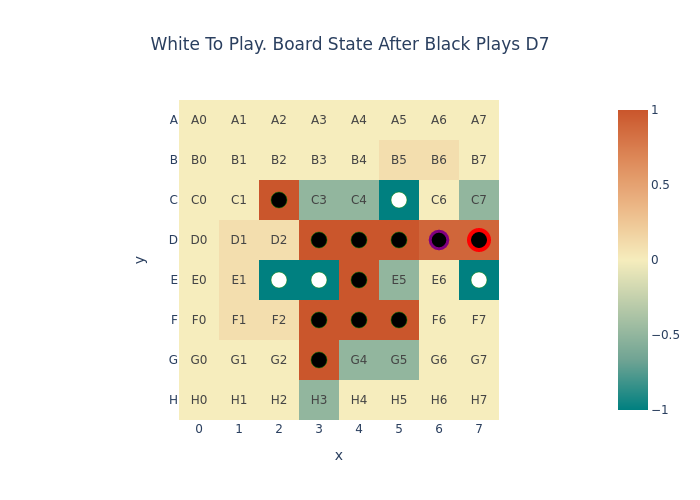 White To Play. Board State After Black Plays D7
A A0 A1 A2 A3 A4 A5 A6 A7
B B0 B1 B2 B3 B4 B5 B6 B7
C C0 C1 C3 C4 C6 C7
D D0 D1 D2
E E0 E1 E5 E6
F F0 F1 F2 F6 F7
G G0 G1 G2 G4 G5 G6 G7
H H0 H1 H2 H3 H4 H5 H6 H7
0 1 2 3 4 5 6 7
x
y
1
0.5
0
−0.5
−1